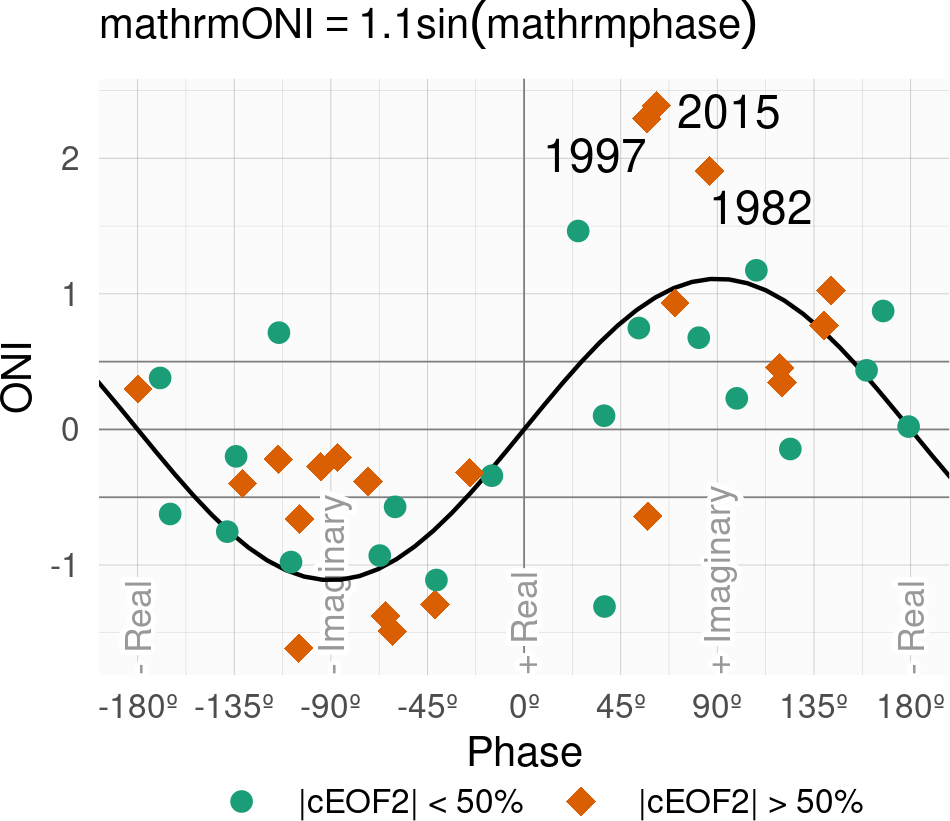 mathrmONI = 1.1sin(mathrmphase)
2015
1997
1982
2
1
0
-1
ONI
- Real
- Imaginary
+ Real
+ Imaginary
- Real
-180º -135º -90º -45º 0º 45º 90º 135º 180º
Phase
|cEOF2| < 50% |cEOF2| > 50%